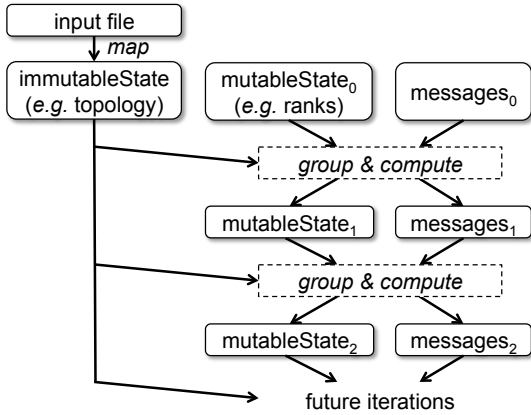 input file
map
immutableState
(e.g. topology)
mutableState₀
(e.g. ranks)
messages₀
group & compute
mutableState₁
messages₁
group & compute
mutableState₂
messages₂
future iterations